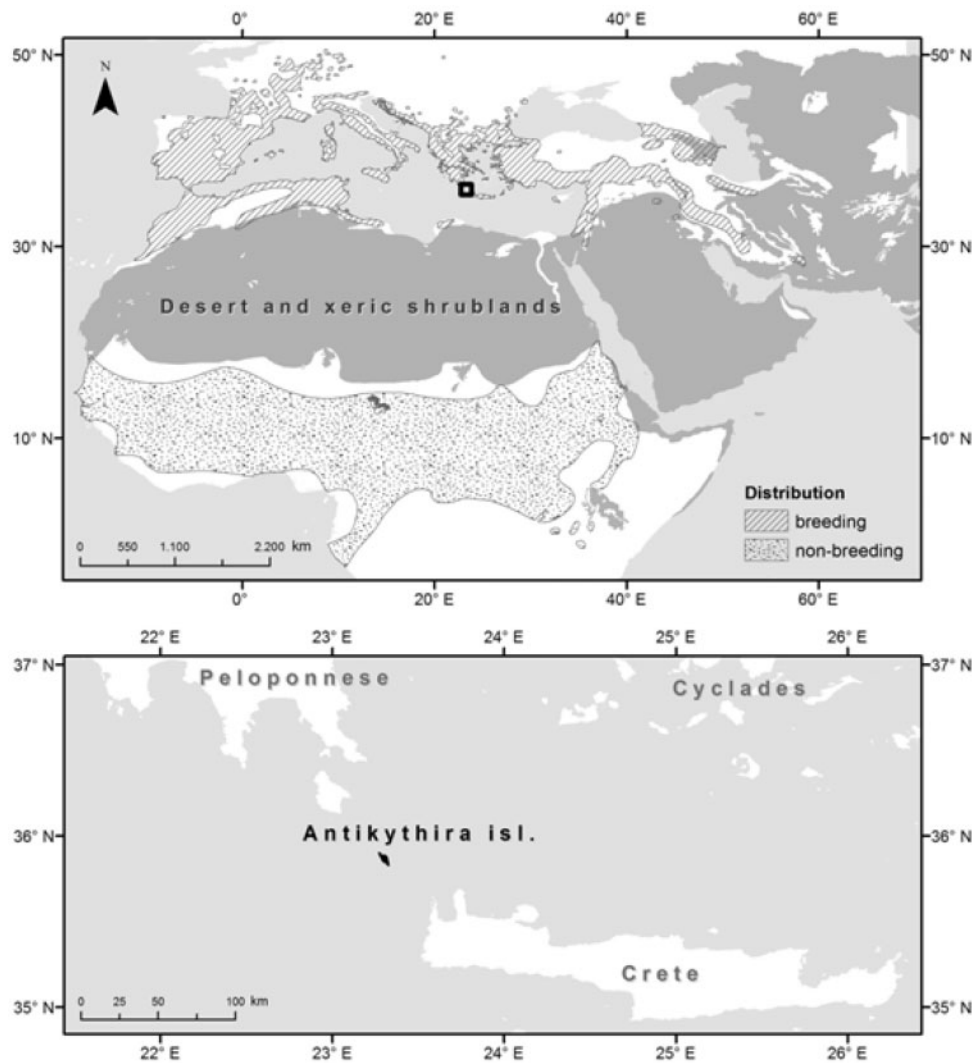 0° 20° E 40° E 60° E
50° N 50° N
N
30° N 30° N
Desert and xeric shrublands
10° N 10° N
Distribution
breeding
non-breeding
0 550 1.100 2.200 km
0° 20° E 40° E 60° E
22° E 23° E 24° E 25° E 26° E
37° N 37° N
Peloponnese
Cyclades
36° N 36° N
Antikythira isl.
Crete
0 25 50 100 km
35° N 35° N
22° E 23° E 24° E 25° E 26° E